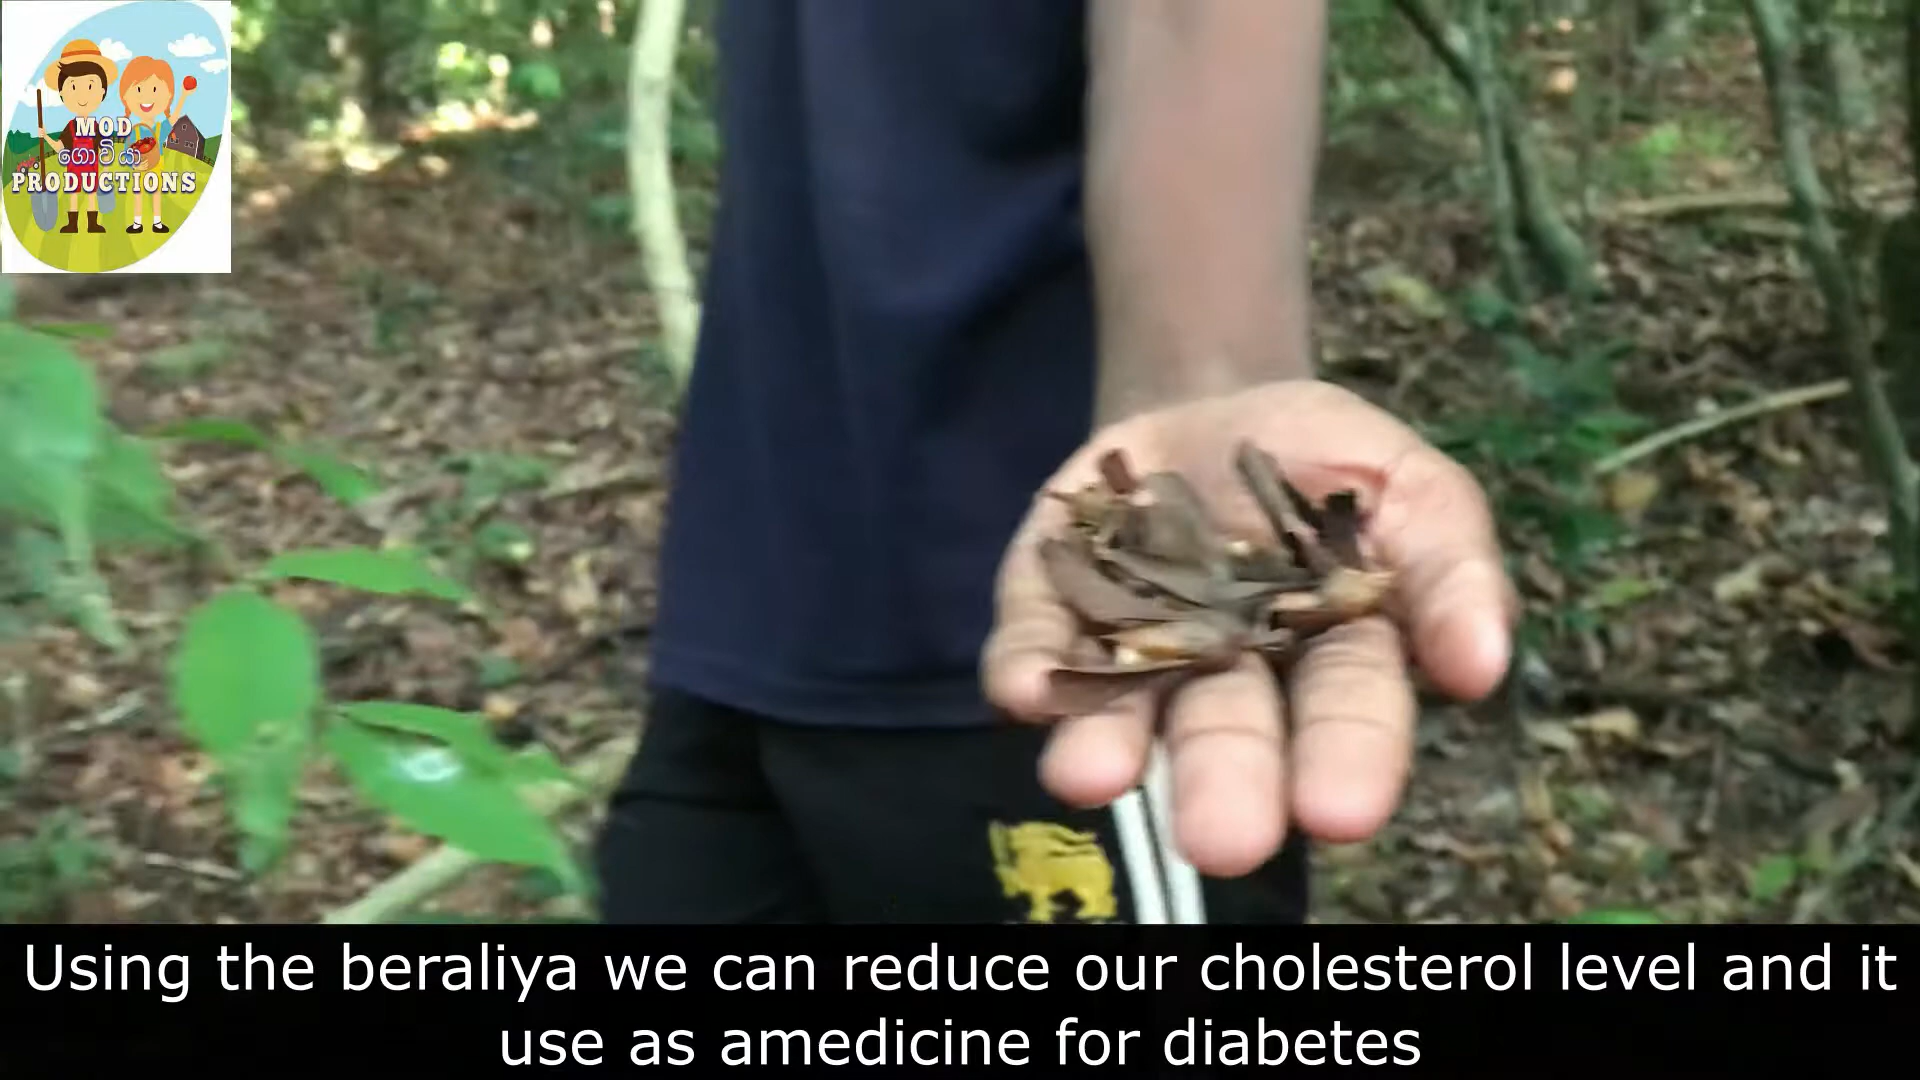 MOD
ගොවියා
PRODUCTIONS
Using the beraliya we can reduce our cholesterol level and it
use as amedicine for diabetes